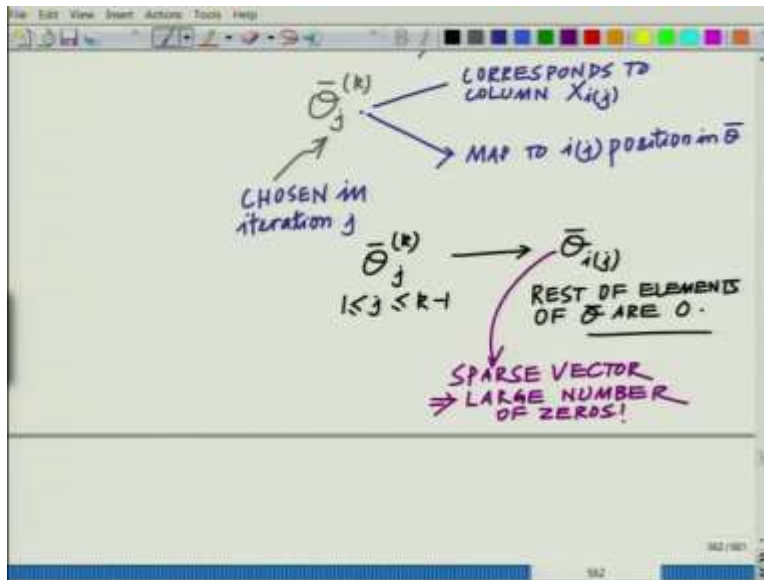 File Edit View Insert Actions Tools Help
θ̄_j^(k)
CORRESPONDS TO
COLUMN X_i(j)
MAP TO i(j) position in θ̄
CHOSEN in
iteration j
θ̄_j^(k) → θ̄_i(j)
1 ≤ j ≤ k-1
REST OF ELEMENTS
OF θ̄ ARE 0.
SPARSE VECTOR
⇒ LARGE NUMBER
OF ZEROS!
562